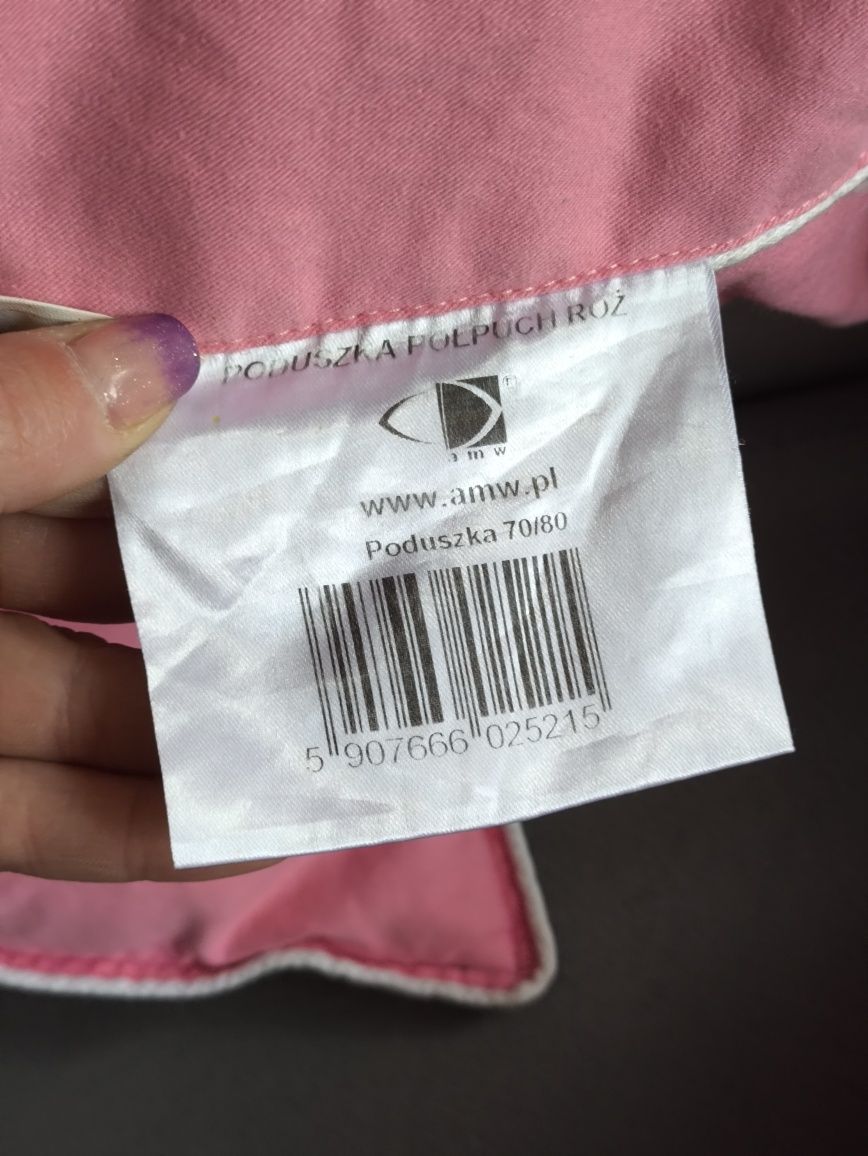 PODUSZKA PÓŁPUCH RÓŻ
amw
www.amw.pl
Poduszka 70/80
5 907666 025215